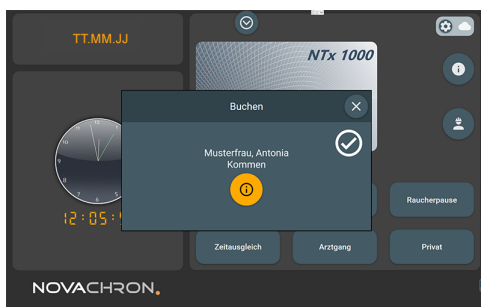 TT.MM.JJ
NTx 1000
Buchen
Musterfrau, Antonia
Kommen
Raucherpause
Zeitausgleich
Arztgang
Privat
NOVACHRON.